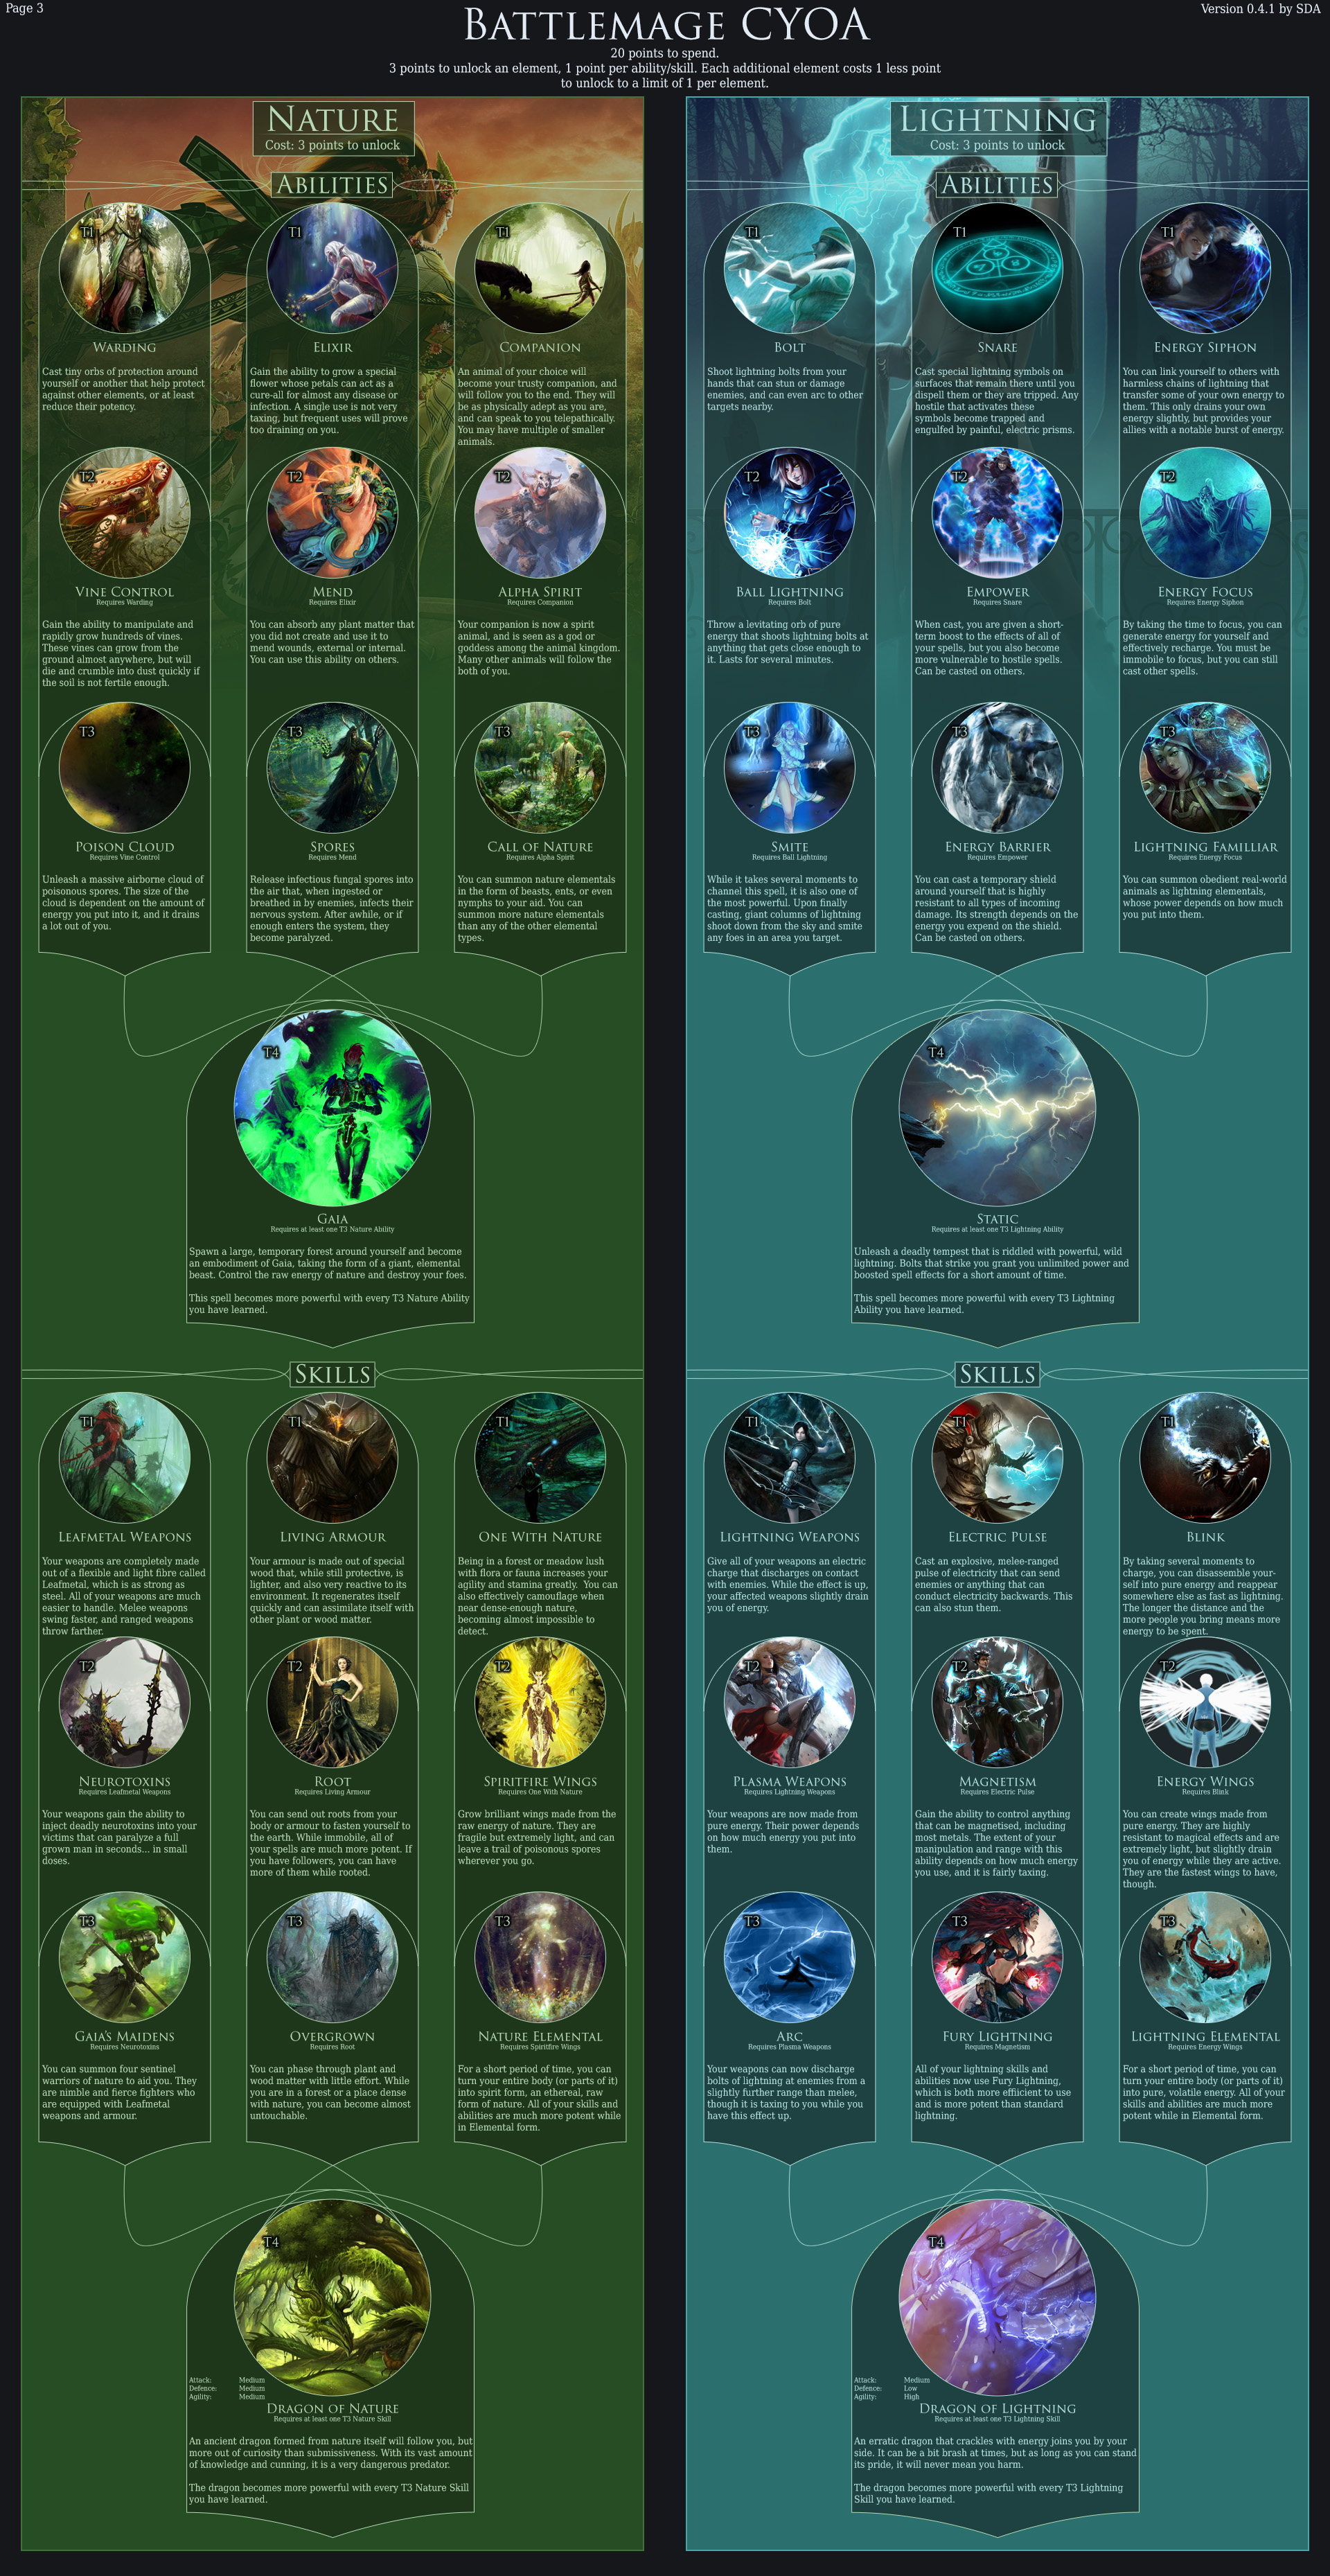 Page 3
BATTLEMAGE CYOA
Version 0.4.1 by SDA
20 points to spend.
3 points to unlock an element, 1 point per ability/skill. Each additional element costs 1 less point
to unlock to a limit of 1 per element.
NATURE
Cost: 3 points to unlock
ABILITIES
T1
WARDING
Cast tiny orbs of protection around
yourself or another that help protect
against other elements, or at least
reduce their potency.
T1
ELIXIR
Gain the ability to grow a special
flower whose petals can act as a
cure-all for almost any disease or
infection. A single use is not very
taxing, but frequent uses will prove
too draining on you.
T1
COMPANION
An animal of your choice will
become your trusty companion, and
will follow you to the end. They will
be as physically adept as you are,
and can speak to you telepathically.
You may have multiple of smaller
animals.
T2
VINE CONTROL
Requires Warding
Gain the ability to manipulate and
rapidly grow hundreds of vines.
These vines can grow from the
ground almost anywhere, but will
die and crumble into dust quickly if
the soil is not fertile enough.
T2
MEND
Requires Elixir
You can absorb any plant matter that
you did not create and use it to
mend wounds, external or internal.
You can use this ability on others.
T2
ALPHA SPIRIT
Requires Companion
Your companion is now a spirit
animal, and is seen as a god or
goddess among the animal kingdom.
Many other animals will follow the
both of you.
T3
POISON CLOUD
Requires Vine Control
Unleash a massive airborne cloud of
poisonous spores. The size of the
cloud is dependent on the amount of
energy you put into it, and it drains
a lot out of you.
T3
SPORES
Requires Mend
Release infectious fungal spores into
the air that, when ingested or
breathed in by enemies, infects their
nervous system. After awhile, or if
enough enters the system, they
become paralyzed.
T3
CALL OF NATURE
Requires Alpha Spirit
You can summon nature elementals
in the form of beasts, ents, or even
nymphs to your aid. You can
summon more nature elementals
than any of the other elemental
types.
T4
GAIA
Requires at least one T3 Nature Ability
Spawn a large, temporary forest around yourself and become
an embodiment of Gaia, taking the form of a giant, elemental
beast. Control the raw energy of nature and destroy your foes.
This spell becomes more powerful with every T3 Nature Ability
you have learned.
SKILLS
T1
LEAFMETAL WEAPONS
Your weapons are completely made
out of a flexible and light fibre called
Leafmetal, which is as strong as
steel. All of your weapons are much
easier to handle. Melee weapons
swing faster, and ranged weapons
throw farther.
T1
LIVING ARMOUR
Your armour is made out of special
wood that, while still protective, is
lighter, and also very reactive to its
environment. It regenerates itself
quickly and can assimilate itself with
other plant or wood matter.
T1
ONE WITH NATURE
Being in a forest or meadow lush
with flora or fauna increases your
agility and stamina greatly. You can
also effectively camouflage when
near dense-enough nature,
becoming almost impossible to
detect.
T2
NEUROTOXINS
Requires Leafmetal Weapons
Your weapons gain the ability to
inject deadly neurotoxins into your
victims that can paralyze a full
grown man in seconds... in small
doses.
T2
ROOT
Requires Living Armour
You can send out roots from your
body or armour to fasten yourself to
the earth. While immobile, all of
your spells are much more potent. If
you have followers, you can have
more of them while rooted.
T2
SPIRITFIRE WINGS
Requires One With Nature
Grow brilliant wings made from the
raw energy of nature. They are
fragile but extremely light, and can
leave a trail of poisonous spores
wherever you go.
T3
GAIA'S MAIDENS
Requires Neurotoxins
You can summon four sentinel
warriors of nature to aid you. They
are nimble and fierce fighters who
are equipped with Leafmetal
weapons and armour.
T3
OVERGROWN
Requires Root
You can phase through plant and
wood matter with little effort. While
you are in a forest or a place dense
with nature, you can become almost
untouchable.
T3
NATURE ELEMENTAL
Requires Spiritfire Wings
For a short period of time, you can
turn your entire body (or parts of it)
into spirit form, an ethereal, raw
form of nature. All of your skills and
abilities are much more potent while
in Elemental form.
T4
Attack: Medium
Defence: Medium
Agility: Medium
DRAGON OF NATURE
Requires at least one T3 Nature Skill
An ancient dragon formed from nature itself will follow you, but
more out of curiosity than submissiveness. With its vast amount
of knowledge and cunning, it is a very dangerous predator.
The dragon becomes more powerful with every T3 Nature Skill
you have learned.
LIGHTNING
Cost: 3 points to unlock
ABILITIES
T1
BOLT
Shoot lightning bolts from your
hands that can stun or damage
enemies, and can even arc to other
targets nearby.
T1
SNARE
Cast special lightning symbols on
surfaces that remain there until you
dispell them or they are tripped. Any
hostile that activates these
symbols become trapped and
engulfed by painful, electric prisms.
T1
ENERGY SIPHON
You can link yourself to others with
harmless chains of lightning that
transfer some of your own energy to
them. This only drains your own
energy slightly, but provides your
allies with a notable burst of energy.
T2
BALL LIGHTNING
Requires Bolt
Throw a levitating orb of pure
energy that shoots lightning bolts at
anything that gets close enough to
it. Lasts for several minutes.
T2
EMPOWER
Requires Snare
When cast, you are given a short-
term boost to the effects of all of
your spells, but you also become
more vulnerable to hostile spells.
Can be casted on others.
T2
ENERGY FOCUS
Requires Energy Siphon
By taking the time to focus, you can
generate energy for yourself and
effectively recharge. You must be
immobile to focus, but you can still
cast other spells.
T3
SMITE
Requires Ball Lightning
While it takes several moments to
channel this spell, it is also one of
the most powerful. Upon finally
casting, giant columns of lightning
shoot down from the sky and smite
any foes in an area you target.
T3
ENERGY BARRIER
Requires Empower
You can cast a temporary shield
around yourself that is highly
resistant to all types of incoming
damage. Its strength depends on the
energy you expend on the shield.
Can be casted on others.
T3
LIGHTNING FAMILLIAR
Requires Energy Focus
You can summon obedient real-world
animals as lightning elementals,
whose power depends on how much
you put into them.
T4
STATIC
Requires at least one T3 Lightning Ability
Unleash a deadly tempest that is riddled with powerful, wild
lightning. Bolts that strike you grant you unlimited power and
boosted spell effects for a short amount of time.
This spell becomes more powerful with every T3 Lightning
Ability you have learned.
SKILLS
T1
LIGHTNING WEAPONS
Give all of your weapons an electric
charge that discharges on contact
with enemies. While the effect is up,
your affected weapons slightly drain
you of energy.
T1
ELECTRIC PULSE
Cast an explosive, melee-ranged
pulse of electricity that can send
enemies or anything that can
conduct electricity backwards. This
can also stun them.
T1
BLINK
By taking several moments to
charge, you can disassemble your-
self into pure energy and reappear
somewhere else as fast as lightning.
The longer the distance and the
more people you bring means more
energy to be spent.
T2
PLASMA WEAPONS
Requires Lightning Weapons
Your weapons are now made from
pure energy. Their power depends
on how much energy you put into
them.
T2
MAGNETISM
Requires Electric Pulse
Gain the ability to control anything
that can be magnetised, including
most metals. The extent of your
manipulation and range with this
ability depends on how much energy
you use, and it is fairly taxing.
T2
ENERGY WINGS
Requires Blink
You can create wings made from
pure energy. They are highly
resistant to magical effects and are
extremely light, but slightly drain
you of energy while they are active.
They are the fastest wings to have,
though.
T3
ARC
Requires Plasma Weapons
Your weapons can now discharge
bolts of lightning at enemies from a
slightly further range than melee,
though it is taxing to you while you
have this effect up.
T3
FURY LIGHTNING
Requires Magnetism
All of your lightning skills and
abilities now use Fury Lightning,
which is both more effiicient to use
and is more potent than standard
lightning.
T3
LIGHTNING ELEMENTAL
Requires Energy Wings
For a short period of time, you can
turn your entire body (or parts of it)
into pure, volatile energy. All of your
skills and abilities are much more
potent while in Elemental form.
T4
Attack: Medium
Defence: Low
Agility: High
DRAGON OF LIGHTNING
Requires at least one T3 Lightning Skill
An erratic dragon that crackles with energy joins you by your
side. It can be a bit brash at times, but as long as you can stand
its pride, it will never mean you harm.
The dragon becomes more powerful with every T3 Lightning
Skill you have learned.